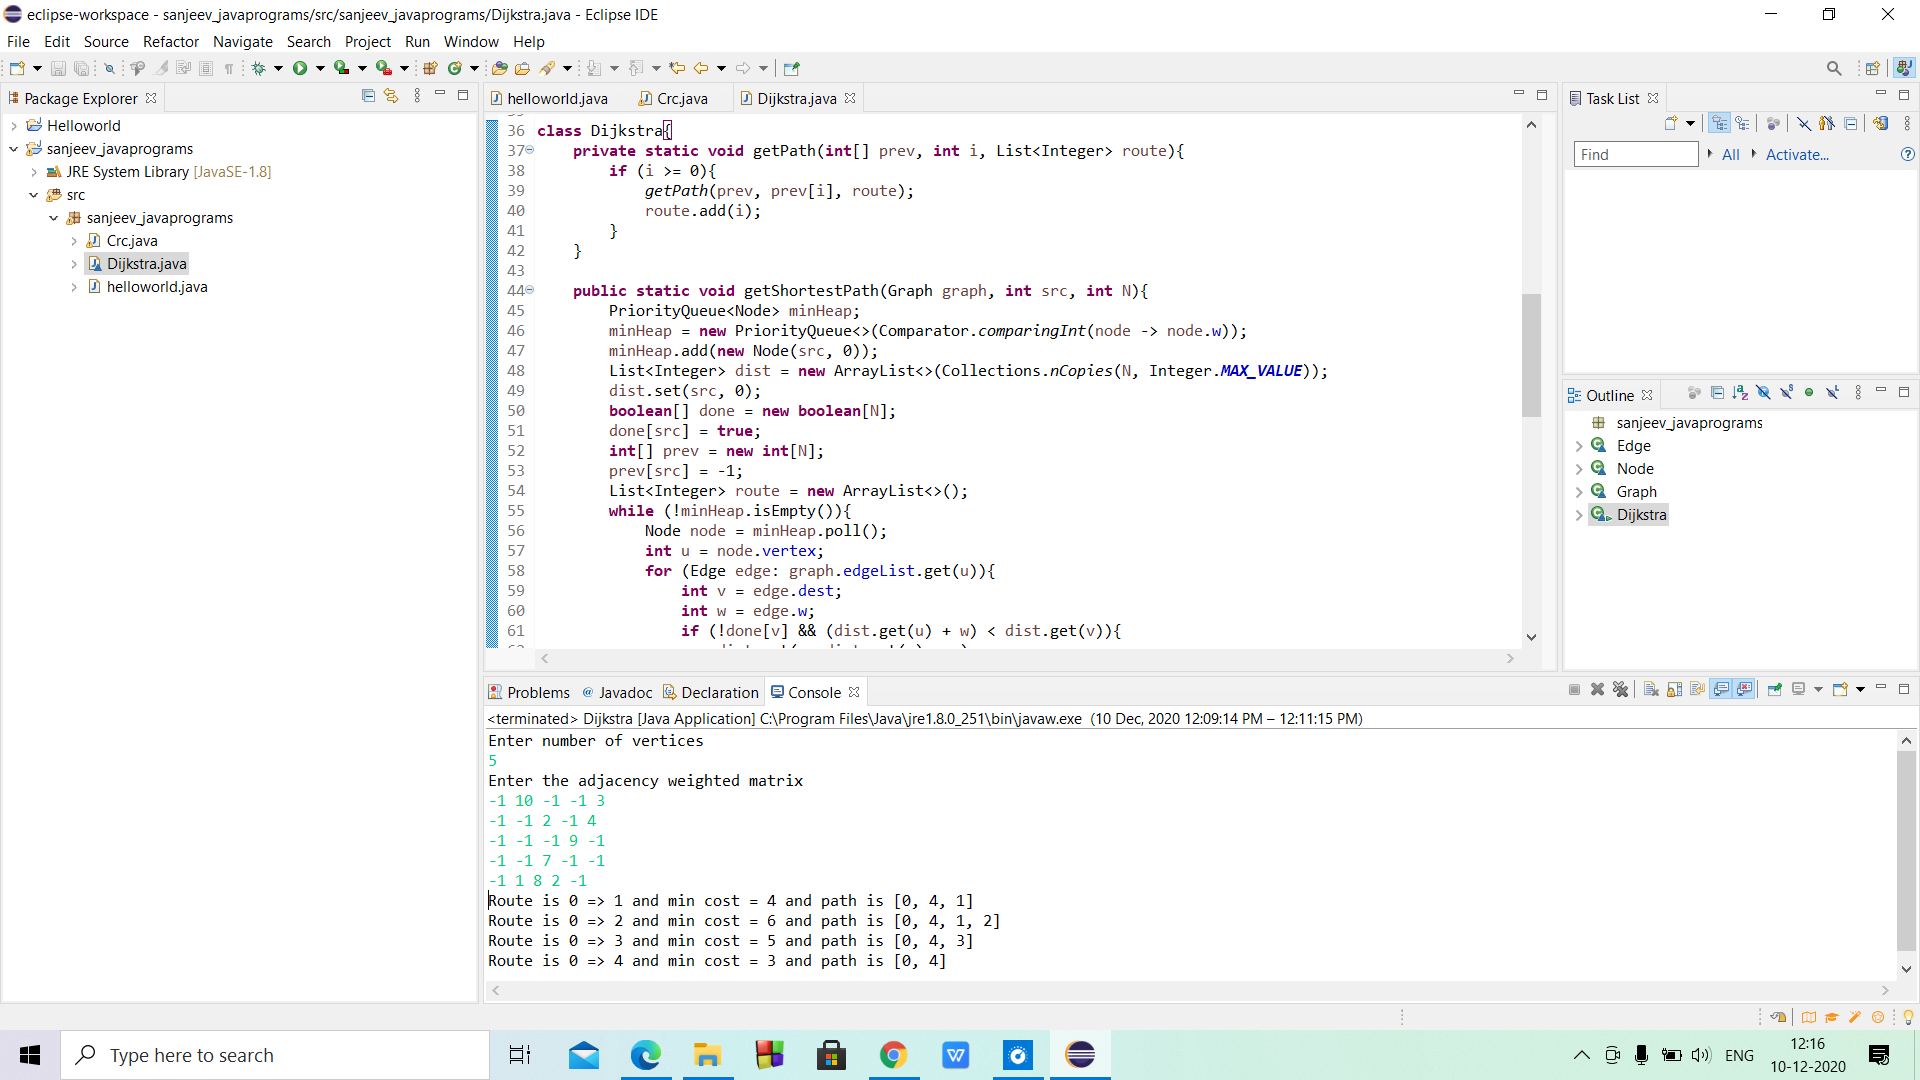 eclipse-workspace - sanjeev_javaprograms/src/sanjeev_javaprograms/Dijkstra.java - Eclipse IDE
File Edit Source Refactor Navigate Search Project Run Window Help
Package Explorer
Helloworld
sanjeev_javaprograms
JRE System Library [JavaSE-1.8]
src
sanjeev_javaprograms
Crc.java
Dijkstra.java
helloworld.java
helloworld.java Crc.java Dijkstra.java
36 class Dijkstra{
37 private static void getPath(int[] prev, int i, List<Integer> route){
38 if (i >= 0){
39 getPath(prev, prev[i], route);
40 route.add(i);
41 }
42 }
43
44 public static void getShortestPath(Graph graph, int src, int N){
45 PriorityQueue<Node> minHeap;
46 minHeap = new PriorityQueue<>(Comparator.comparingInt(node -> node.w));
47 minHeap.add(new Node(src, 0));
48 List<Integer> dist = new ArrayList<>(Collections.nCopies(N, Integer.MAX_VALUE));
49 dist.set(src, 0);
50 boolean[] done = new boolean[N];
51 done[src] = true;
52 int[] prev = new int[N];
53 prev[src] = -1;
54 List<Integer> route = new ArrayList<>();
55 while (!minHeap.isEmpty()){
56 Node node = minHeap.poll();
57 int u = node.vertex;
58 for (Edge edge: graph.edgeList.get(u)){
59 int v = edge.dest;
60 int w = edge.w;
61 if (!done[v] && (dist.get(u) + w) < dist.get(v)){
Task List
Find All Activate...
Outline
sanjeev_javaprograms
Edge
Node
Graph
Dijkstra
Problems @ Javadoc Declaration Console
<terminated> Dijkstra [Java Application] C:\Program Files\Java\jre1.8.0_251\bin\javaw.exe (10 Dec, 2020 12:09:14 PM – 12:11:15 PM)
Enter number of vertices
5
Enter the adjacency weighted matrix
-1 10 -1 -1 3
-1 -1 2 -1 4
-1 -1 -1 9 -1
-1 -1 7 -1 -1
-1 1 8 2 -1
Route is 0 => 1 and min cost = 4 and path is [0, 4, 1]
Route is 0 => 2 and min cost = 6 and path is [0, 4, 1, 2]
Route is 0 => 3 and min cost = 5 and path is [0, 4, 3]
Route is 0 => 4 and min cost = 3 and path is [0, 4]
Type here to search
ENG
12:16
10-12-2020